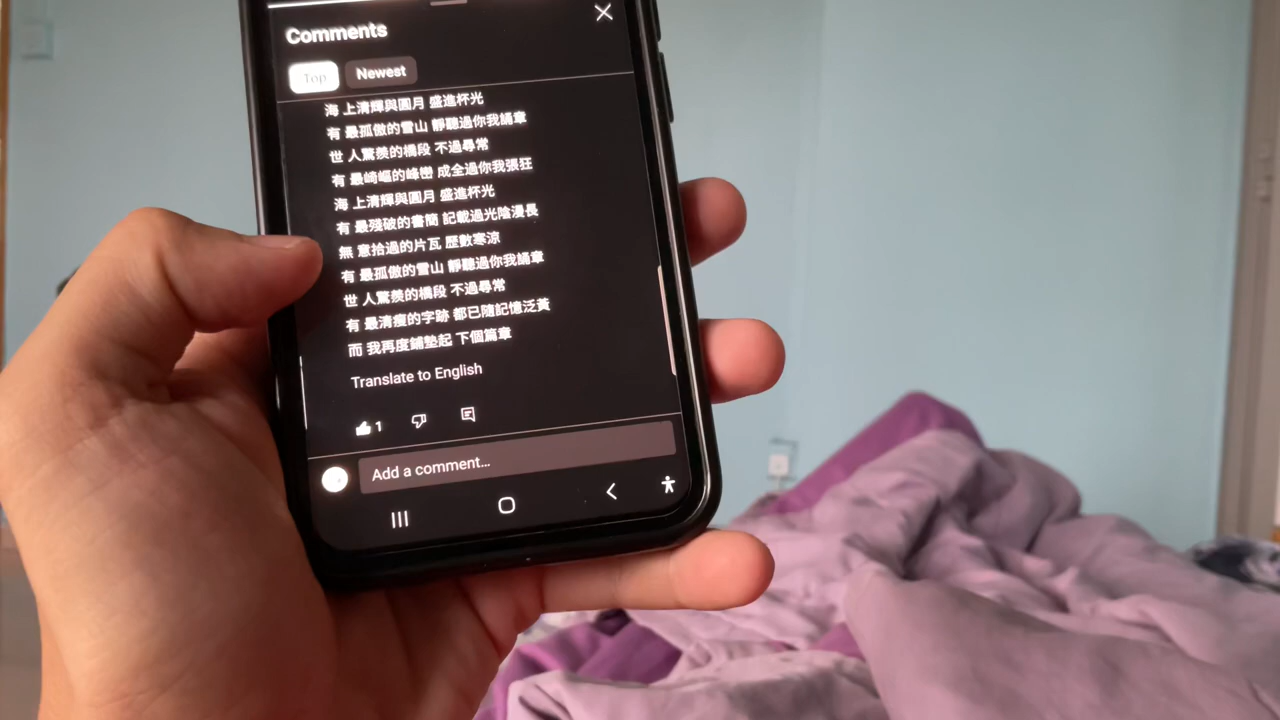 Comments
Top Newest
海 上清輝與圓月 盛進杯光
有 最孤傲的雪山 靜聽過你我誦章
世 人驚羨的橋段 不過尋常
有 最崎嶇的峰巒 成全過你我張狂
海 上清輝與圓月 盛進杯光
有 最殘破的書簡 記載過光陰漫長
無 意拾過的片瓦 歷數寒涼
有 最孤傲的雪山 靜聽過你我誦章
世 人驚羨的橋段 不過尋常
有 最清瘦的字跡 都已隨記憶泛黃
而 我再度鋪墊起 下個篇章
Translate to English
1
Add a comment...